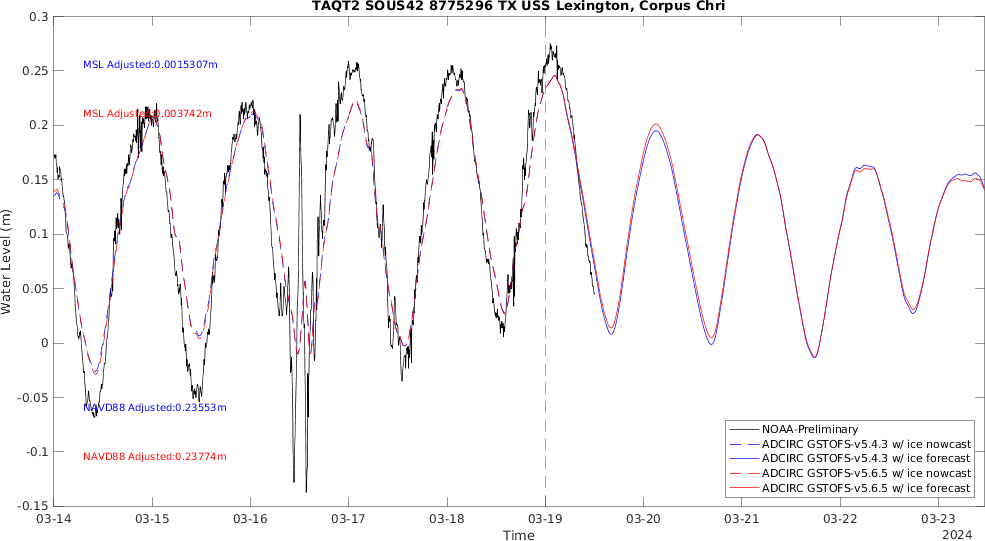 TAQT2 SOUS42 8775296 TX USS Lexington, Corpus Chri
0.3
0.25
0.2
0.15
0.1
0.05
0
-0.05
-0.1
-0.15
Water Level (m)
MSL Adjusted:0.0015307m
MSL Adjusted:0.003742m
NAVD88 Adjusted:0.23553m
NAVD88 Adjusted:0.23774m
NOAA-Preliminary
ADCIRC GSTOFS-v5.4.3 w/ ice nowcast
ADCIRC GSTOFS-v5.4.3 w/ ice forecast
ADCIRC GSTOFS-v5.6.5 w/ ice nowcast
ADCIRC GSTOFS-v5.6.5 w/ ice forecast
03-14 03-15 03-16 03-17 03-18 03-19 03-20 03-21 03-22 03-23
Time
2024